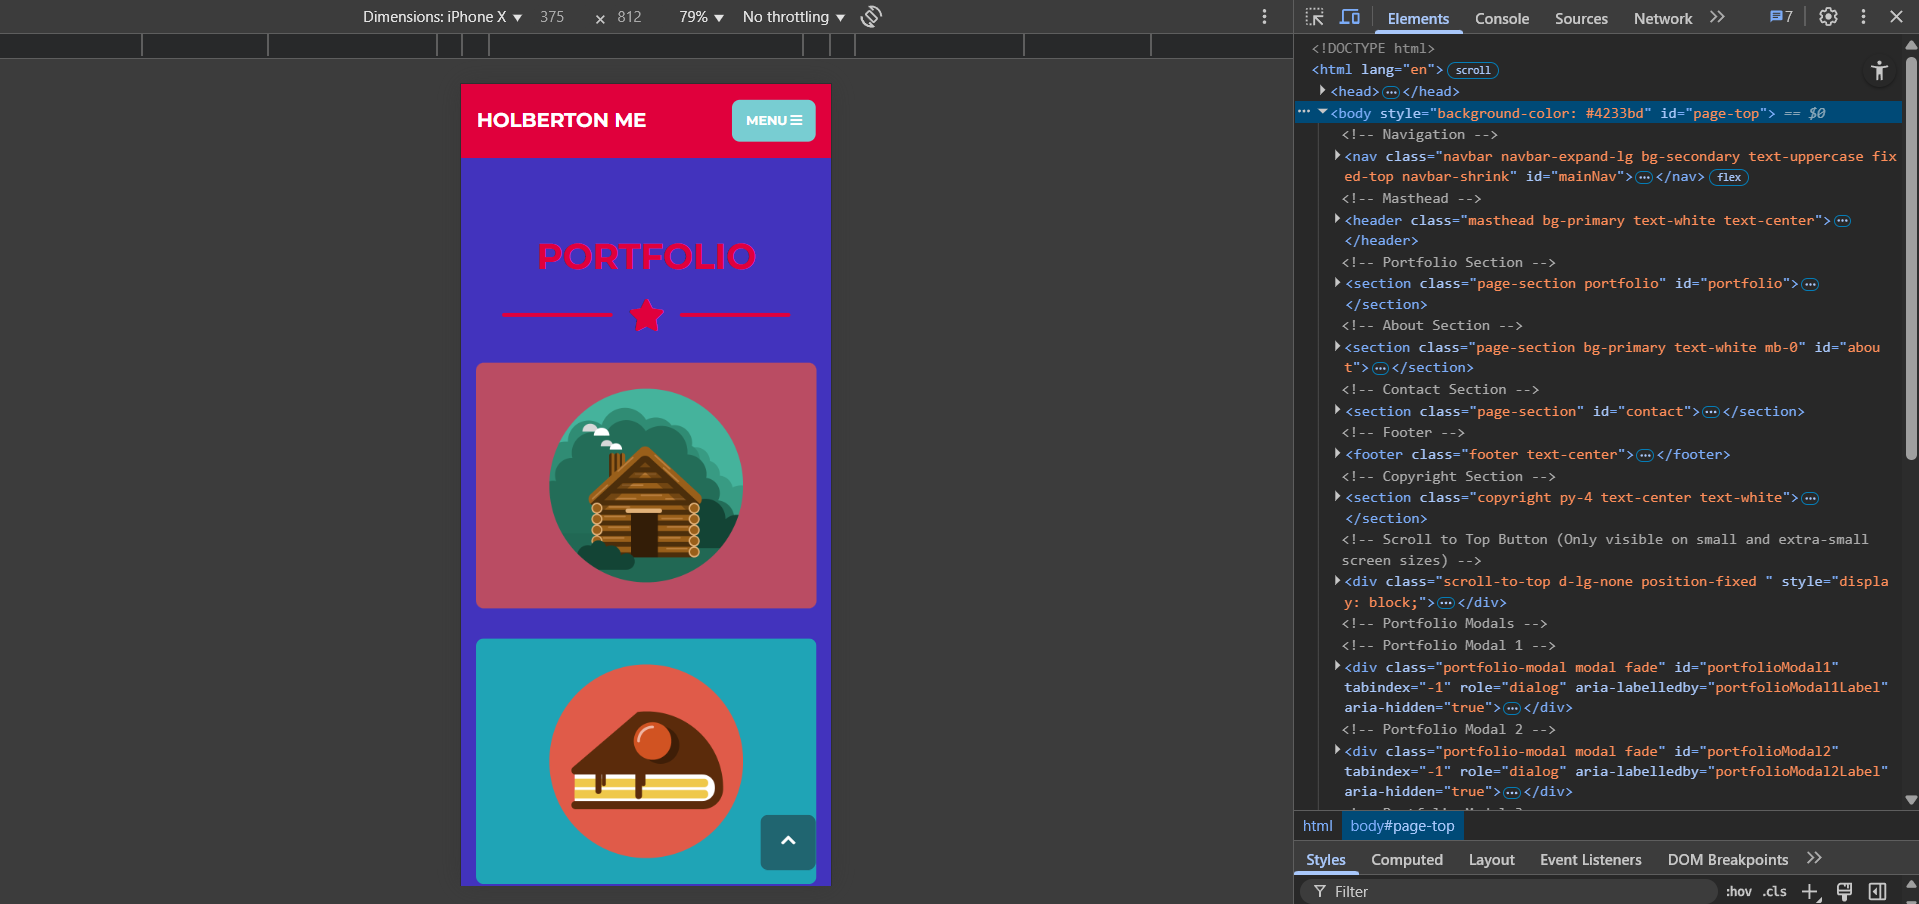 Dimensions: iPhone X ▼ 375 × 812 79% ▼ No throttling ▼
Elements Console Sources Network 7
HOLBERTON ME
MENU
PORTFOLIO
<!DOCTYPE html>
<html lang="en"> scroll
<head>…</head>
<body style="background-color: #4233bd" id="page-top"> == $0
<!-- Navigation -->
<nav class="navbar navbar-expand-lg bg-secondary text-uppercase fix
ed-top navbar-shrink" id="mainNav">…</nav> flex
<!-- Masthead -->
<header class="masthead bg-primary text-white text-center">…
</header>
<!-- Portfolio Section -->
<section class="page-section portfolio" id="portfolio">…
</section>
<!-- About Section -->
<section class="page-section bg-primary text-white mb-0" id="abou
t">…</section>
<!-- Contact Section -->
<section class="page-section" id="contact">…</section>
<!-- Footer -->
<footer class="footer text-center">…</footer>
<!-- Copyright Section -->
<section class="copyright py-4 text-center text-white">…
</section>
<!-- Scroll to Top Button (Only visible on small and extra-small
screen sizes) -->
<div class="scroll-to-top d-lg-none position-fixed " style="displa
y: block;">…</div>
<!-- Portfolio Modals -->
<!-- Portfolio Modal 1 -->
<div class="portfolio-modal modal fade" id="portfolioModal1"
tabindex="-1" role="dialog" aria-labelledby="portfolioModal1Label"
aria-hidden="true">…</div>
<!-- Portfolio Modal 2 -->
<div class="portfolio-modal modal fade" id="portfolioModal2"
tabindex="-1" role="dialog" aria-labelledby="portfolioModal2Label"
aria-hidden="true">…</div>
html body#page-top
Styles Computed Layout Event Listeners DOM Breakpoints
Filter :hov .cls